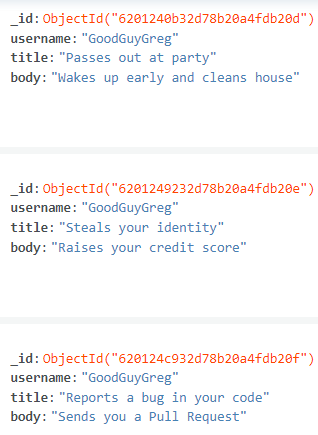 _id: ObjectId("6201240b32d78b20a4fdb20d")
username: "GoodGuyGreg"
title: "Passes out at party"
body: "Wakes up early and cleans house"
_id: ObjectId("6201249232d78b20a4fdb20e")
username: "GoodGuyGreg"
title: "Steals your identity"
body: "Raises your credit score"
_id: ObjectId("620124c932d78b20a4fdb20f")
username: "GoodGuyGreg"
title: "Reports a bug in your code"
body: "Sends you a Pull Request"